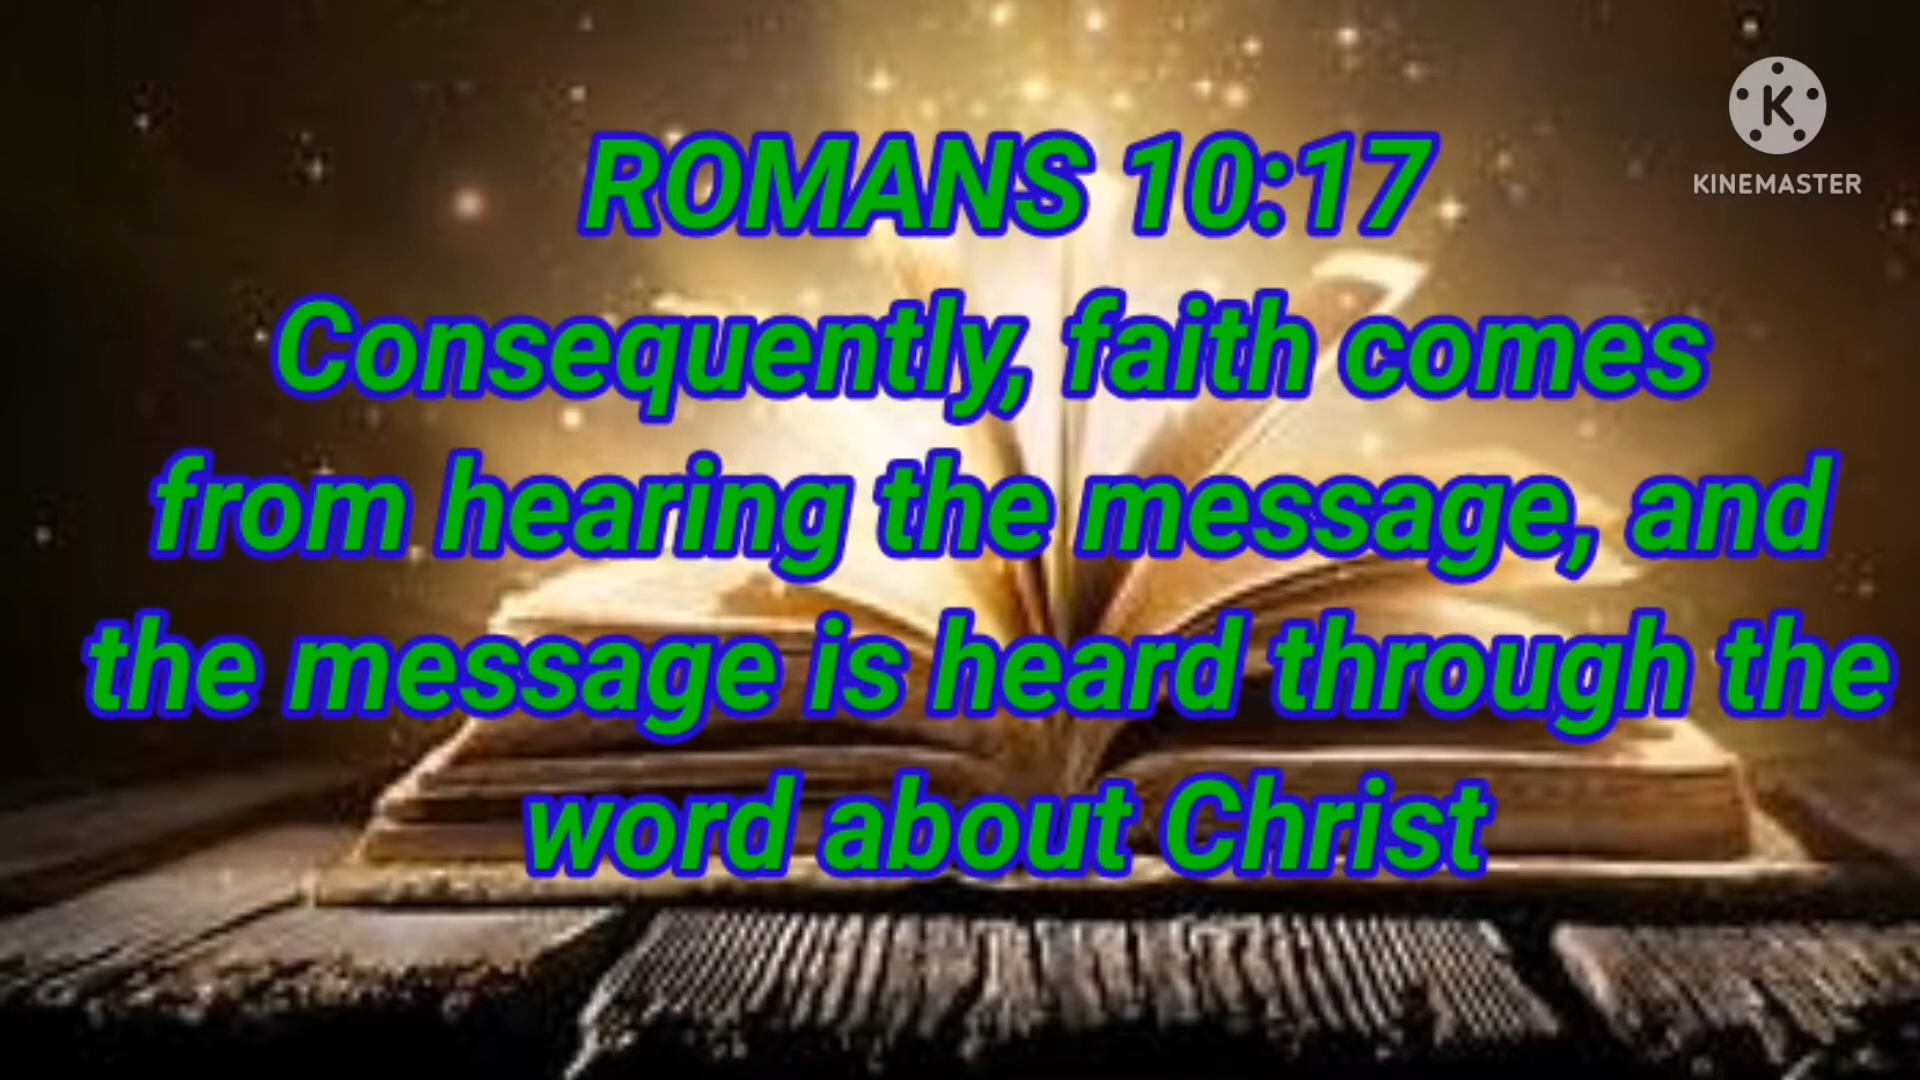 ROMANS 10:17
Consequently, faith comes
from hearing the message, and
the message is heard through the
word about Christ
K
KINEMASTER